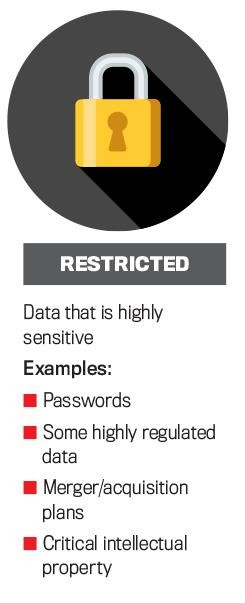 RESTRICTED
Data that is highly
sensitive
Examples:
Passwords
Some highly regulated
data
Merger/acquisition
plans
Critical intellectual
property